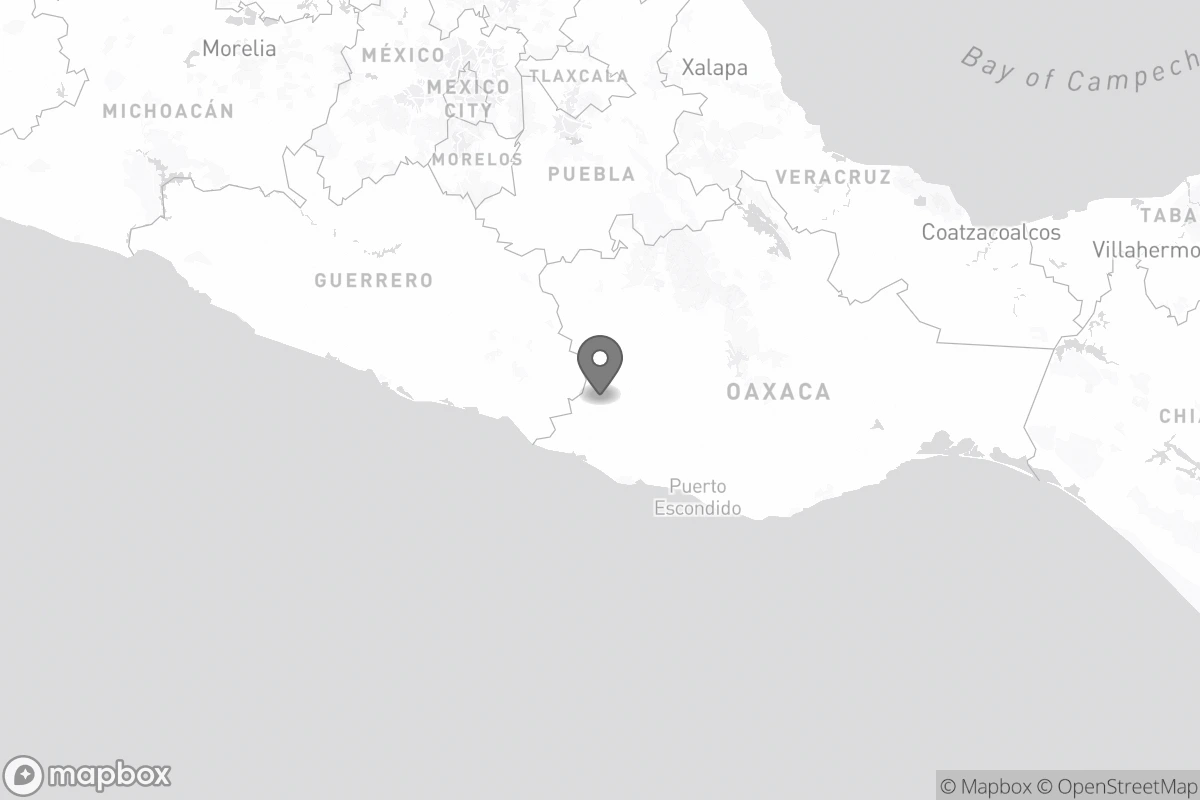 Morelia
MÉXICO
Xalapa
Bay of Campech
TLAXCALA
MEXICO
CITY
MICHOACÁN
MORELOS
PUEBLA
VERACRUZ
TABA
Coatzacoalcos
Villahermo
GUERRERO
OAXACA
CHI
Puerto
Escondido
mapbox
© Mapbox © OpenStreetMap